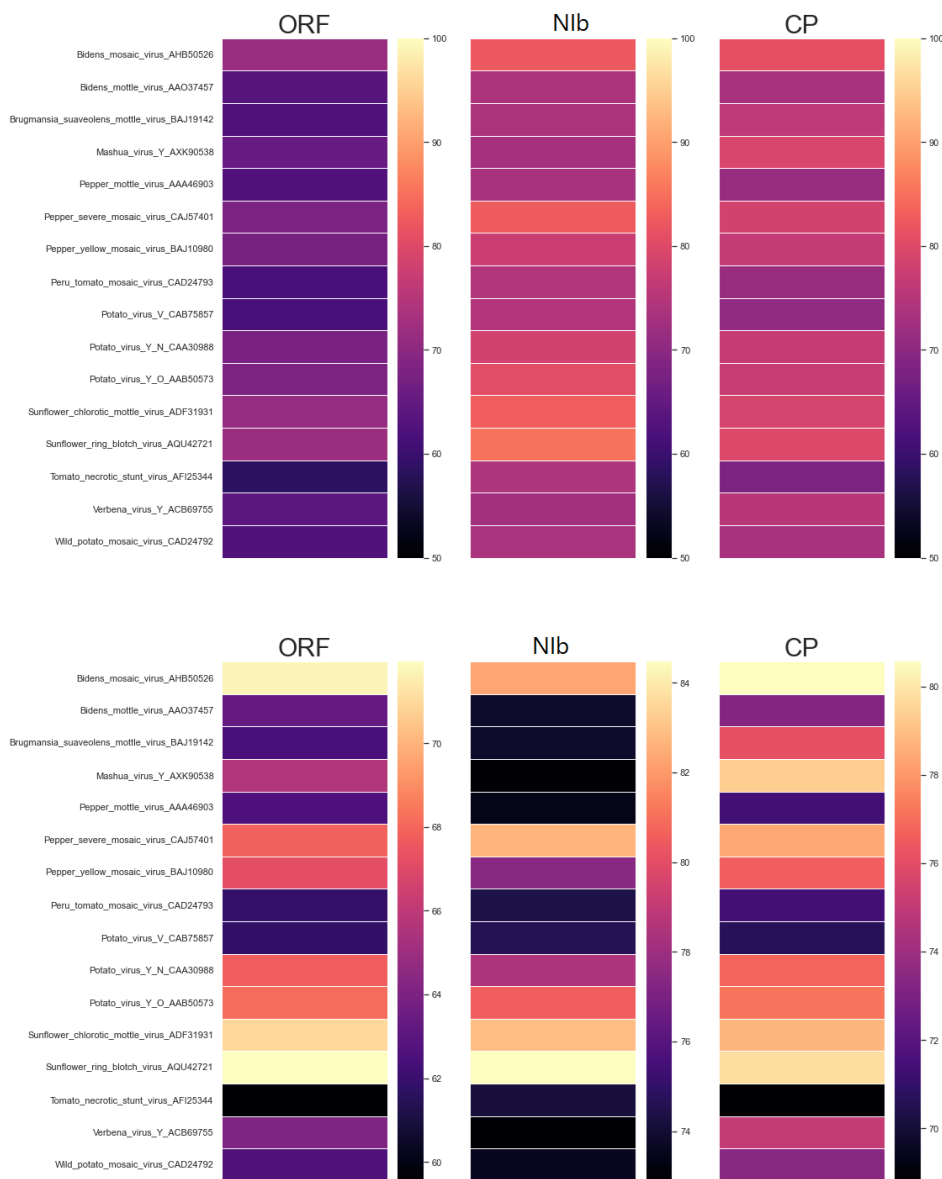 ORF NIb CP
Bidens_mosaic_virus_AHB50526
Bidens_mottle_virus_AAO37457
Brugmansia_suaveolens_mottle_virus_BAJ19142
Mashua_virus_Y_AXK90538
Pepper_mottle_virus_AAA46903
Pepper_severe_mosaic_virus_CAJ57401
Pepper_yellow_mosaic_virus_BAJ10980
Peru_tomato_mosaic_virus_CAD24793
Potato_virus_V_CAB75857
Potato_virus_Y_N_CAA30988
Potato_virus_Y_O_AAB50573
Sunflower_chlorotic_mottle_virus_ADF31931
Sunflower_ring_blotch_virus_AQU42721
Tomato_necrotic_stunt_virus_AFI25344
Verbena_virus_Y_ACB69755
Wild_potato_mosaic_virus_CAD24792
100
90
80
70
60
50
100
90
80
70
60
50
100
90
80
70
60
50
ORF NIb CP
Bidens_mosaic_virus_AHB50526
Bidens_mottle_virus_AAO37457
Brugmansia_suaveolens_mottle_virus_BAJ19142
Mashua_virus_Y_AXK90538
Pepper_mottle_virus_AAA46903
Pepper_severe_mosaic_virus_CAJ57401
Pepper_yellow_mosaic_virus_BAJ10980
Peru_tomato_mosaic_virus_CAD24793
Potato_virus_V_CAB75857
Potato_virus_Y_N_CAA30988
Potato_virus_Y_O_AAB50573
Sunflower_chlorotic_mottle_virus_ADF31931
Sunflower_ring_blotch_virus_AQU42721
Tomato_necrotic_stunt_virus_AFI25344
Verbena_virus_Y_ACB69755
Wild_potato_mosaic_virus_CAD24792
70
68
66
64
62
60
84
82
80
78
76
74
80
78
76
74
72
70